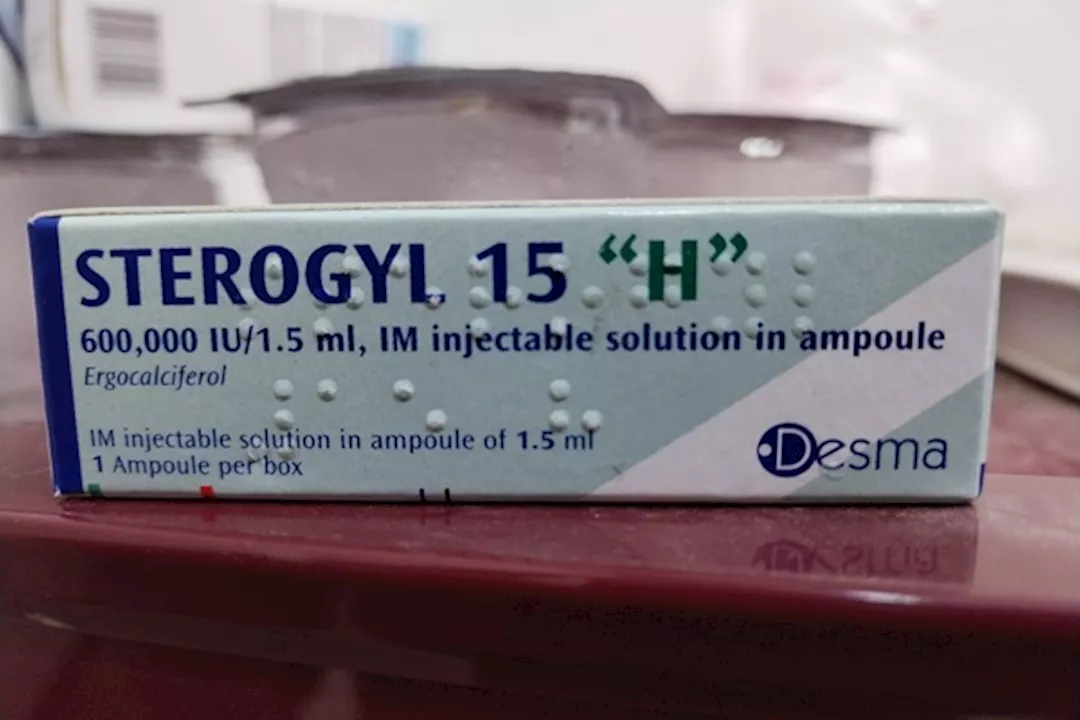 STEROGYL 15 “H”
600,000 IU/1.5 ml, IM injectable solution in ampoule
Ergocalciferol
IM injectable solution in ampoule of 1.5 ml
1 Ampoule per box
Desma